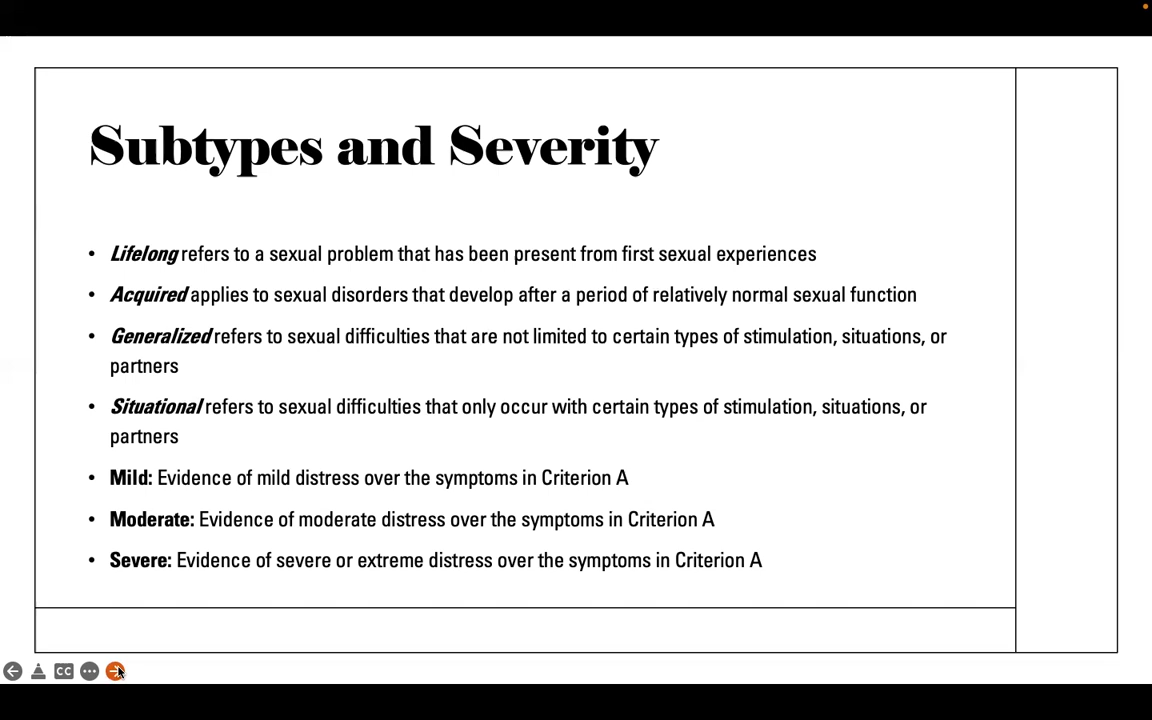 Subtypes and Severity
• Lifelong refers to a sexual problem that has been present from first sexual experiences
• Acquired applies to sexual disorders that develop after a period of relatively normal sexual function
• Generalized refers to sexual difficulties that are not limited to certain types of stimulation, situations, or
partners
• Situational refers to sexual difficulties that only occur with certain types of stimulation, situations, or
partners
• Mild: Evidence of mild distress over the symptoms in Criterion A
• Moderate: Evidence of moderate distress over the symptoms in Criterion A
• Severe: Evidence of severe or extreme distress over the symptoms in Criterion A
CC